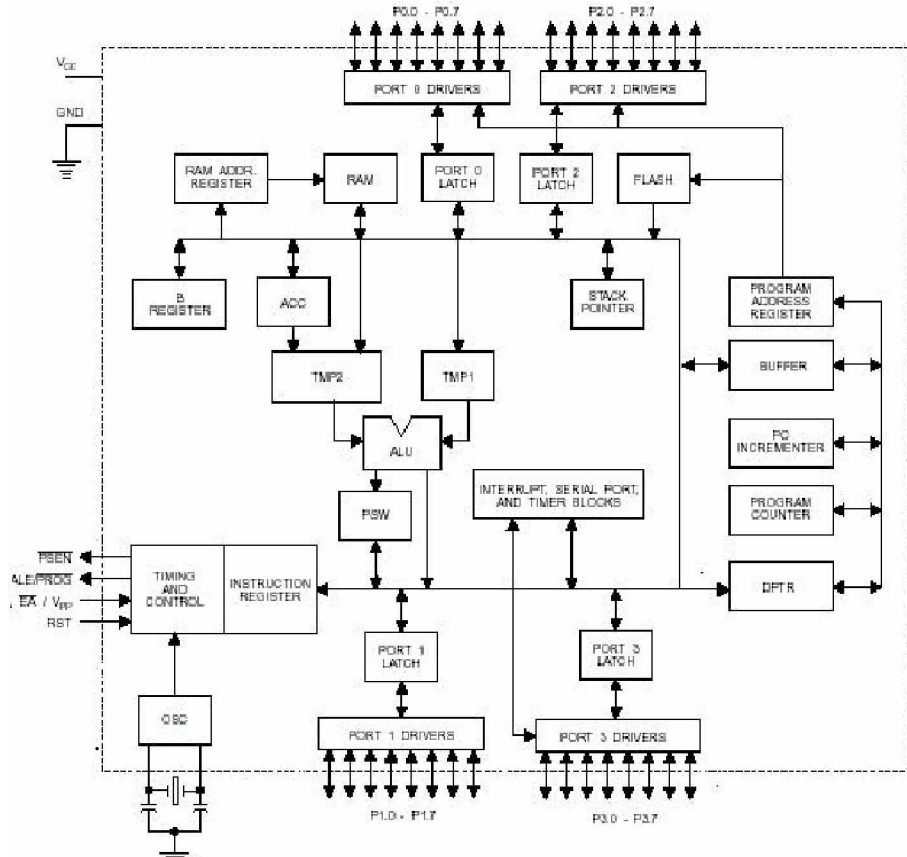 P0.0 - P0.7
P2.0 - P2.7
VCC
PORT 0 DRIVERS
PORT 2 DRIVERS
GND
RAM ADDR.
REGISTER
RAM
PORT 0
LATCH
PORT 2
LATCH
FLASH
B
REGISTER
ACC
STACK
POINTER
PROGRAM
ADDRESS
REGISTER
TMP2
TMP1
BUFFER
ALU
PC
INCREMENTER
INTERRUPT, SERIAL PORT,
AND TIMER BLOCKS
PSW
PROGRAM
COUNTER
PSEN
ALE/PROG
EA / VPP
RST
TIMING
AND
CONTROL
INSTRUCTION
REGISTER
DPTR
PORT 1
LATCH
PORT 3
LATCH
OSC
PORT 1 DRIVERS
PORT 3 DRIVERS
P1.0 - P1.7
P3.0 - P3.7